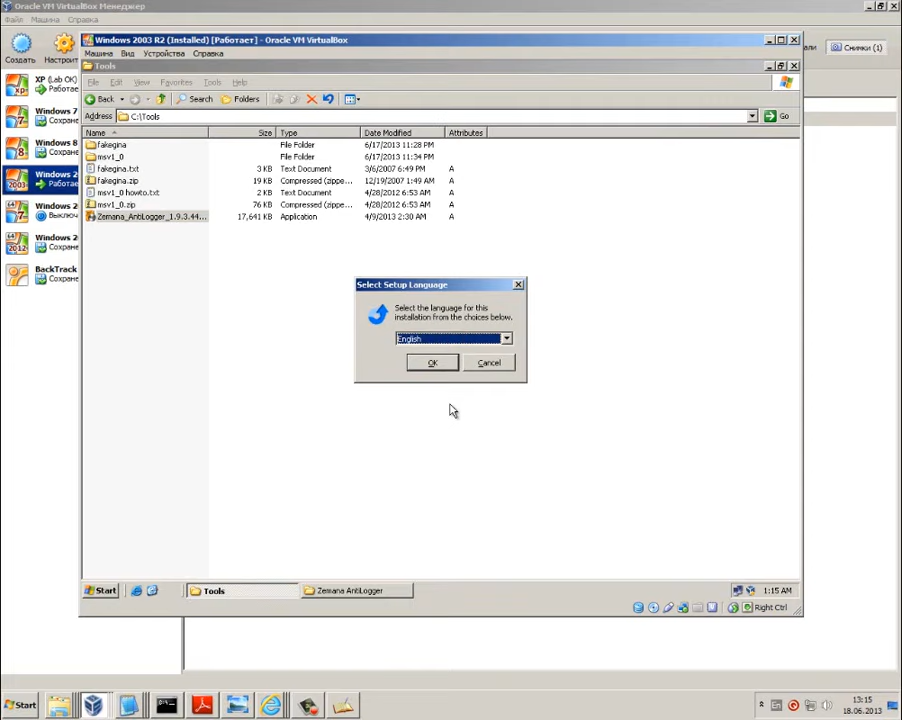 Oracle VM VirtualBox Менеджер
Файл Машина Справка
Создать
Настроит
Снимки (1)
XP (Lab OK)
Работае
Windows 7
Сохране
Windows 8
Сохране
Windows 2
Работае
Windows 2
Выключ
Windows 2
Сохране
BackTrack
Сохране
Windows 2003 R2 (Installed) [Работает] - Oracle VM VirtualBox
Машина Вид Устройства Справка
Tools
File Edit View Favorites Tools Help
Back Search Folders
Address C:\Tools Go
Name Size Type Date Modified Attributes
fakegina File Folder 6/17/2013 11:28 PM
msv1_0 File Folder 6/17/2013 11:34 PM
fakegina.txt 3 KB Text Document 3/6/2007 6:49 PM A
fakegina.zip 19 KB Compressed (zippe... 12/19/2007 1:49 AM A
msv1_0 howto.txt 2 KB Text Document 4/28/2012 6:53 AM A
msv1_0.zip 76 KB Compressed (zippe... 4/28/2012 6:53 AM A
Zemana_AntiLogger_1.9.3.44... 17,641 KB Application 4/9/2013 2:30 AM A
Select Setup Language
Select the language for this
installation from the choices below.
English
OK Cancel
Start Tools Zemana AntiLogger 1:15 AM
Right Ctrl
Start
13:15
18.06.2013